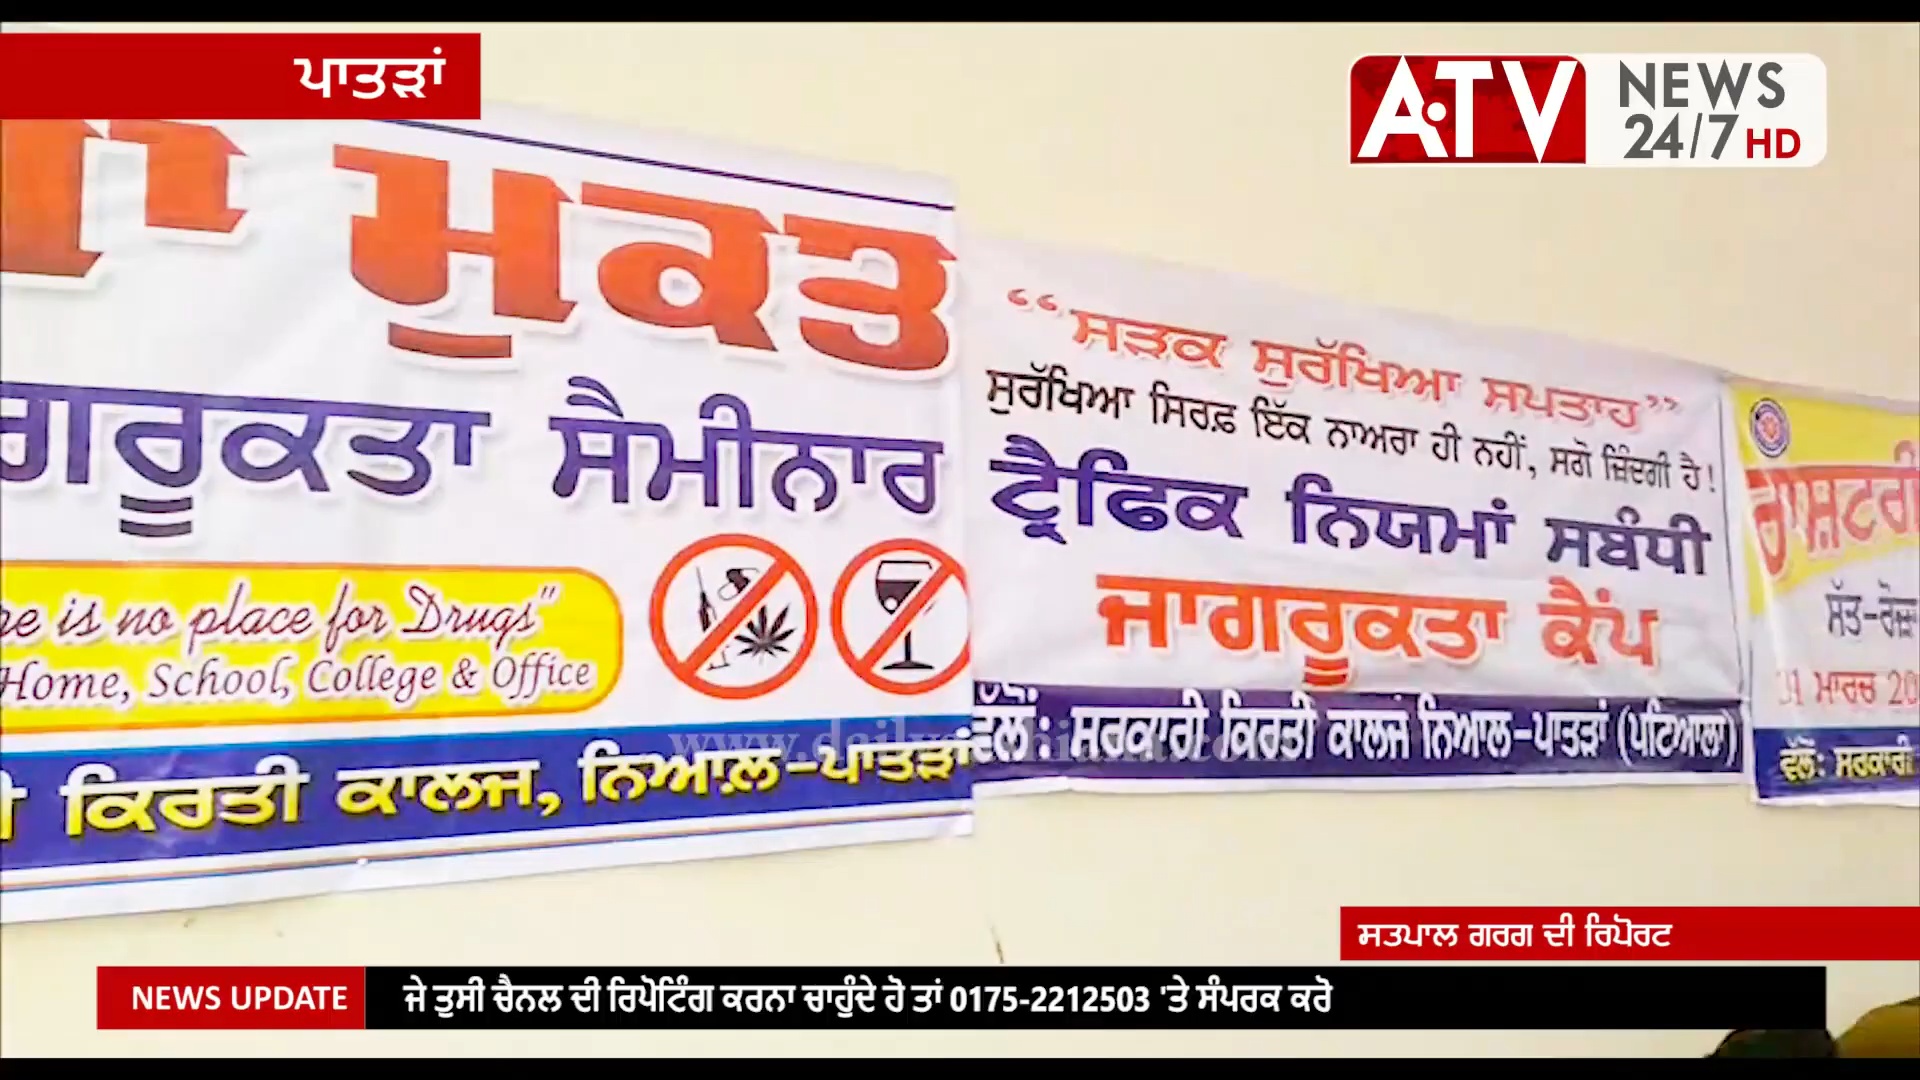 ਪਾਤੜਾਂ
A.TV NEWS 24/7 HD
ਮੁਕਤ
ਸੈਮੀਨਾਰ
is no place for Drugs"
Home, School, College & Office
ਕਿਰਤੀ ਕਾਲਜ, ਨਿਆਲ਼-ਪਾਤੜਾਂ
“ਸੜਕ ਸੁਰੱਖਿਆ ਸਪਤਾਹ”
ਸੁਰੱਖਿਆ ਸਿਰਫ਼ ਇੱਕ ਨਾਅਰਾ ਹੀ ਨਹੀਂ, ਸਗੋ ਜ਼ਿੰਦਗੀ ਹੈ!
ਟ੍ਰੈਫਿਕ ਨਿਯਮਾਂ ਸਬੰਧੀ
ਜਾਗਰੂਕਤਾ ਕੈਂਪ
ਵੱਲੋਂ: ਸਰਕਾਰੀ ਕਿਰਤੀ ਕਾਲਜ ਨਿਆਲ-ਪਾਤੜਾਂ (ਪਟਿਆਲਾ)
ਸੱਤ-ਰੋਜ਼ਾ
ਮਾਰਚ
ਵੱਲੋਂ: ਸਰਕਾਰੀ
ਸਤਪਾਲ ਗਰਗ ਦੀ ਰਿਪੋਰਟ
NEWS UPDATE ਜੇ ਤੁਸੀ ਚੈਨਲ ਦੀ ਰਿਪੋਟਿੰਗ ਕਰਨਾ ਚਾਹੁੰਦੇ ਹੋ ਤਾਂ 0175-2212503 'ਤੇ ਸੰਪਰਕ ਕਰੋ